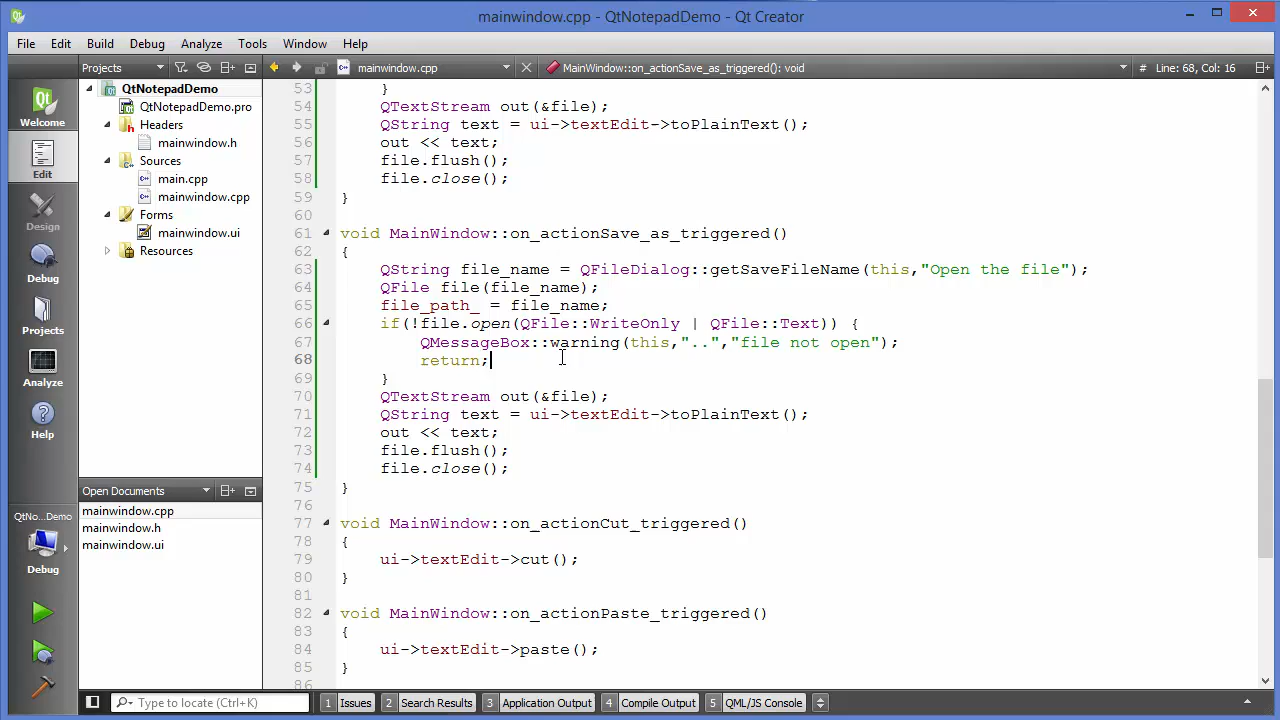 mainwindow.cpp - QtNotepadDemo - Qt Creator
File Edit Build Debug Analyze Tools Window Help
Projects mainwindow.cpp MainWindow::on_actionSave_as_triggered(): void # Line: 68, Col: 16
Welcome
Edit
Design
Debug
Projects
Analyze
Help
QtNo...Demo
Debug
QtNotepadDemo
QtNotepadDemo.pro
Headers
mainwindow.h
Sources
main.cpp
mainwindow.cpp
Forms
mainwindow.ui
Resources
Open Documents
mainwindow.cpp
mainwindow.h
mainwindow.ui
53 }
54 QTextStream out(&file);
55 QString text = ui->textEdit->toPlainText();
56 out << text;
57 file.flush();
58 file.close();
59 }
60
61 void MainWindow::on_actionSave_as_triggered()
62 {
63 QString file_name = QFileDialog::getSaveFileName(this,"Open the file");
64 QFile file(file_name);
65 file_path_ = file_name;
66 if(!file.open(QFile::WriteOnly | QFile::Text)) {
67 QMessageBox::warning(this,"..","file not open");
68 return;
69 }
70 QTextStream out(&file);
71 QString text = ui->textEdit->toPlainText();
72 out << text;
73 file.flush();
74 file.close();
75 }
76
77 void MainWindow::on_actionCut_triggered()
78 {
79 ui->textEdit->cut();
80 }
81
82 void MainWindow::on_actionPaste_triggered()
83 {
84 ui->textEdit->paste();
85 }
86
Type to locate (Ctrl+K) 1 Issues 2 Search Results 3 Application Output 4 Compile Output 5 QML/JS Console